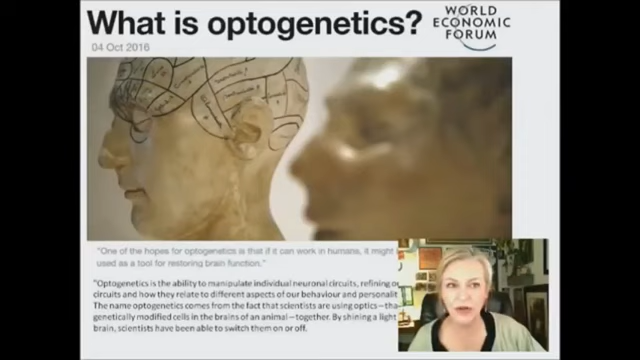 What is optogenetics?
WORLD
ECONOMIC
FORUM
04 Oct 2016
"One of the hopes for optogenetics is that if it can work in humans, it might
used as a tool for restoring brain function."
"Optogenetics is the ability to manipulate individual neuronal circuits, refining
circuits and how they relate to different aspects of our behaviour and
The name optogenetics comes from the fact that scientists are using optics –
genetically modified cells in the brains of an animal – together. By shining a light
brain, scientists have been able to switch them on or off.